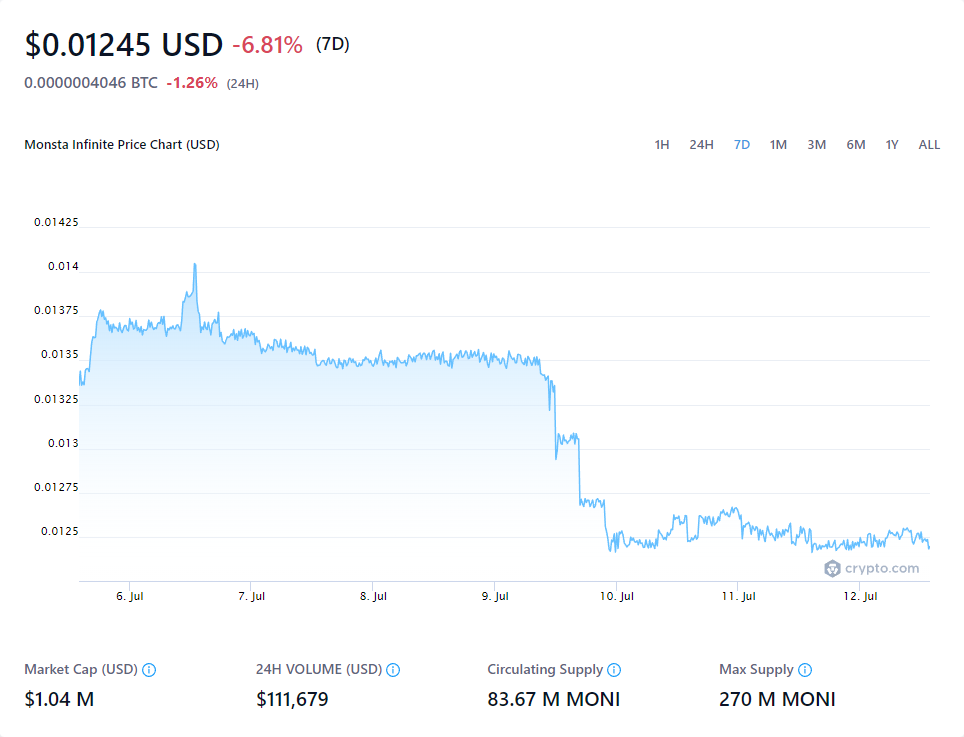 $0.01245 USD -6.81% (7D)
0.0000004046 BTC -1.26% (24H)
Monsta Infinite Price Chart (USD)
1H 24H 7D 1M 3M 6M 1Y ALL
0.01425
0.014
0.01375
0.0135
0.01325
0.013
0.01275
0.0125
crypto.com
6. Jul 7. Jul 8. Jul 9. Jul 10. Jul 11. Jul 12. Jul
Market Cap (USD) 24H VOLUME (USD) Circulating Supply Max Supply
$1.04 M $111,679 83.67 M MONI 270 M MONI